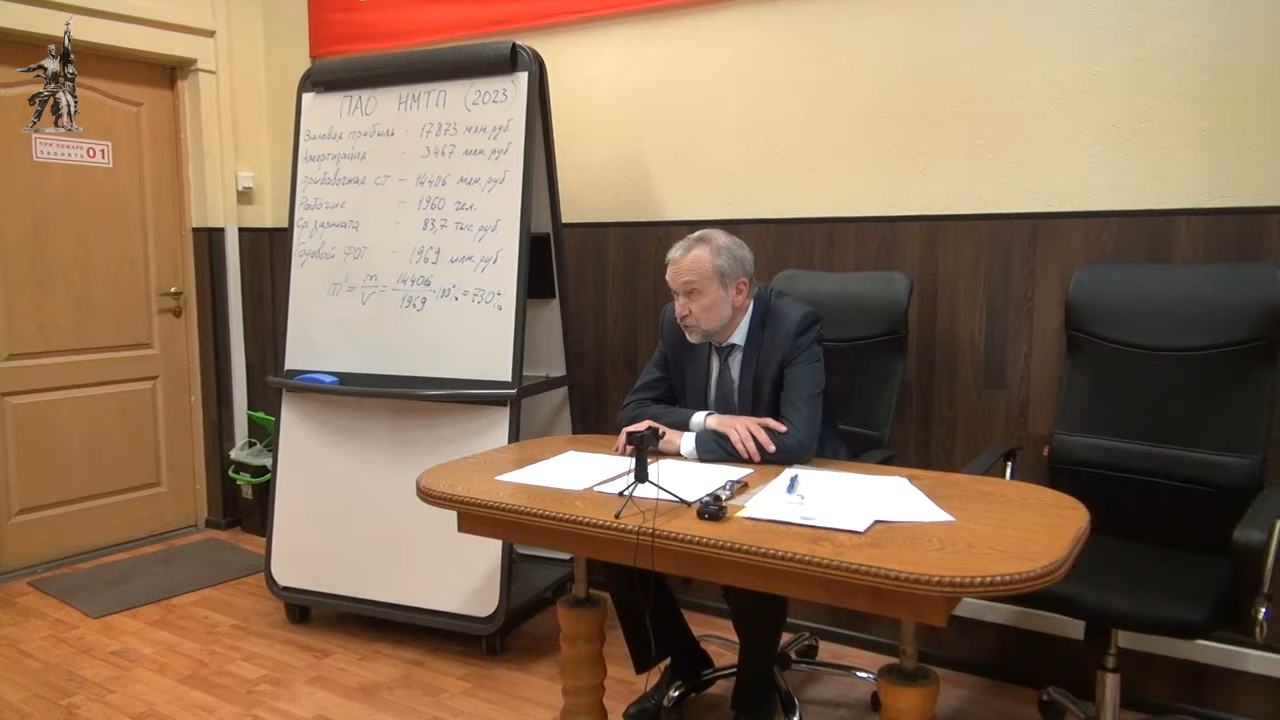 ПАО НМТП (2023)
Валовая прибыль - 17873 млн.руб
Амортизация - 3467 млн.руб
прибавочная ст. - 14406 млн.руб
Рабочие - 1960 чел.
Ср. зарплата - 83,7 тыс.руб.
Годовой ФОТ - 1969 млн.руб
m' = m/v = 14406/1969 · 100% = 730%
ПРИ ПОЖАРЕ
ЗВОНИТЬ 01